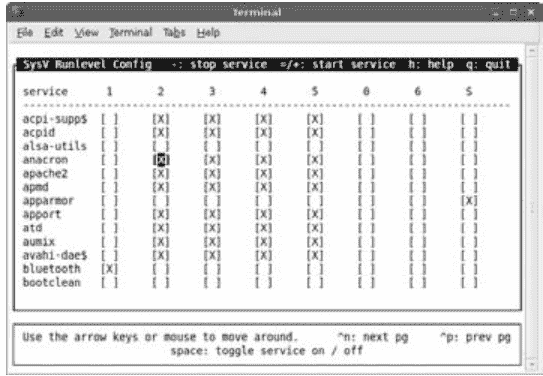 Terminal
File Edit View Terminal Tabs Help
SysV Runlevel Config -: stop service =/+: start service h: help q: quit
service 1 2 3 4 5 0 6 S
acpi-supp$ [ ] [X] [X] [X] [X] [ ] [ ] [ ]
acpid [ ] [X] [X] [X] [X] [ ] [ ] [ ]
alsa-utils [ ] [ ] [ ] [ ] [ ] [ ] [ ] [ ]
anacron [ ] [X] [X] [X] [X] [ ] [ ] [ ]
apache2 [ ] [X] [X] [X] [X] [ ] [ ] [ ]
apmd [ ] [X] [X] [X] [X] [ ] [ ] [ ]
apparmor [ ] [ ] [ ] [ ] [ ] [ ] [ ] [X]
apport [ ] [X] [X] [X] [X] [ ] [ ] [ ]
atd [ ] [X] [X] [X] [X] [ ] [ ] [ ]
aumix [ ] [X] [X] [X] [X] [ ] [ ] [ ]
avahi-dae$ [ ] [X] [X] [X] [X] [ ] [ ] [ ]
bluetooth [X] [ ] [ ] [ ] [ ] [ ] [ ] [ ]
bootclean [ ] [ ] [ ] [ ] [ ] [ ] [ ] [ ]
Use the arrow keys or mouse to move around. ^n: next pg ^p: prev pg
space: toggle service on / off